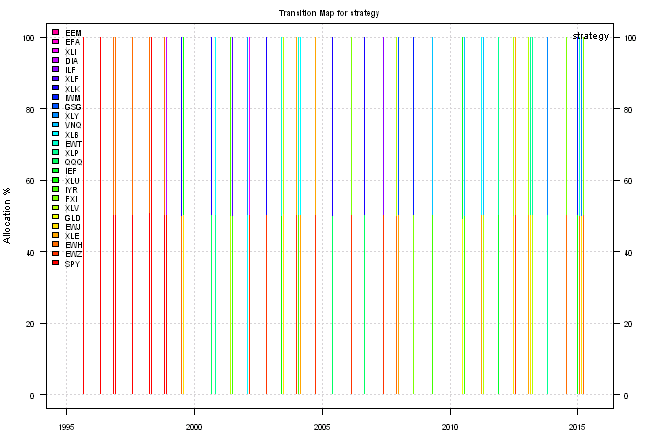 Transition Map for strategy
strategy
Allocation %
100
80
60
40
20
0
100
80
60
40
20
0
EEM
EFA
XLI
DIA
ILF
XLF
XLK
IWM
GSG
XLY
VNQ
XLB
EWT
XLP
QQQ
IEF
XLU
IYR
FXI
XLV
GLD
EWJ
XLE
EWH
EWZ
SPY
1995
2000
2005
2010
2015